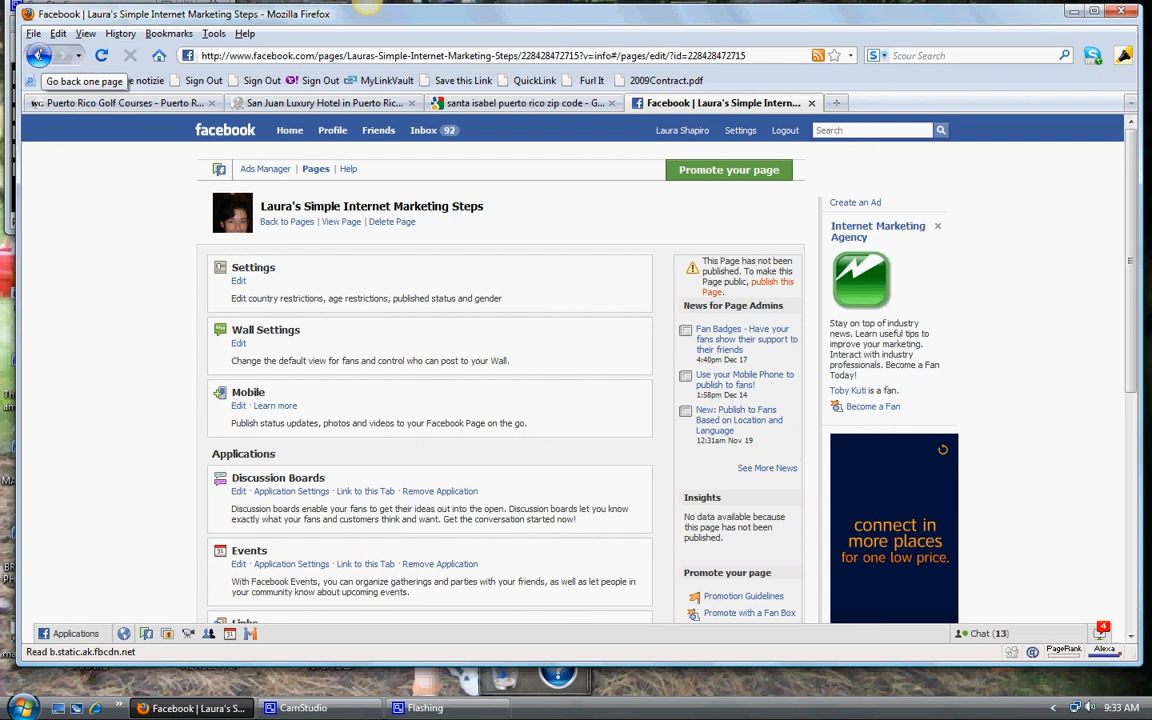 Facebook | Laura's Simple Internet Marketing Steps - Mozilla Firefox
File Edit View History Bookmarks Tools Help
http://www.facebook.com/pages/Lauras-Simple-Internet-Marketing-Steps/228428472715?v=info#/pages/edit/?id=228428472715
Scour Search
Go back one page
e notizie Sign Out Sign Out Sign Out MyLinkVault Save this Link QuickLink Furl It 2009Contract.pdf
Puerto Rico Golf Courses - Puerto R... San Juan Luxury Hotel in Puerto Ric... santa isabel puerto rico zip code - G... Facebook | Laura's Simple Intern...
facebook Home Profile Friends Inbox 92 Laura Shapiro Settings Logout Search
Ads Manager | Pages | Help
Promote your page
Laura's Simple Internet Marketing Steps
Back to Pages | View Page | Delete Page
Settings
Edit
Edit country restrictions, age restrictions, published status and gender
Wall Settings
Edit
Change the default view for fans and control who can post to your Wall.
Mobile
Edit · Learn more
Publish status updates, photos and videos to your Facebook Page on the go.
Applications
Discussion Boards
Edit · Application Settings · Link to this Tab · Remove Application
Discussion boards enable your fans to get their ideas out into the open. Discussion boards let you know
exactly what your fans and customers think and want. Get the conversation started now!
Events
Edit · Application Settings · Link to this Tab · Remove Application
With Facebook Events, you can organize gatherings and parties with your friends, as well as let people in
your community know about upcoming events.
Links
This Page has not been
published. To make this
Page public, publish this
Page.
News for Page Admins
Fan Badges - Have your
fans show their support to
their friends
4:40pm Dec 17
Use your Mobile Phone to
publish to fans!
1:58pm Dec 14
New: Publish to Fans
Based on Location and
Language
12:31am Nov 19
See More News
Insights
No data available because
this page has not been
published.
Promote your page
Promotion Guidelines
Promote with a Fan Box
Create an Ad
Internet Marketing
Agency
Stay on top of industry
news. Learn useful tips to
improve your marketing.
Interact with industry
professionals. Become a Fan
Today!
Toby Kuti is a fan.
Become a Fan
connect in
more places
for one low price.
Applications
Chat (13)
4
Read b.static.ak.fbcdn.net
PageRank Alexa
Facebook | Laura's S... CamStudio Flashing
9:33 AM